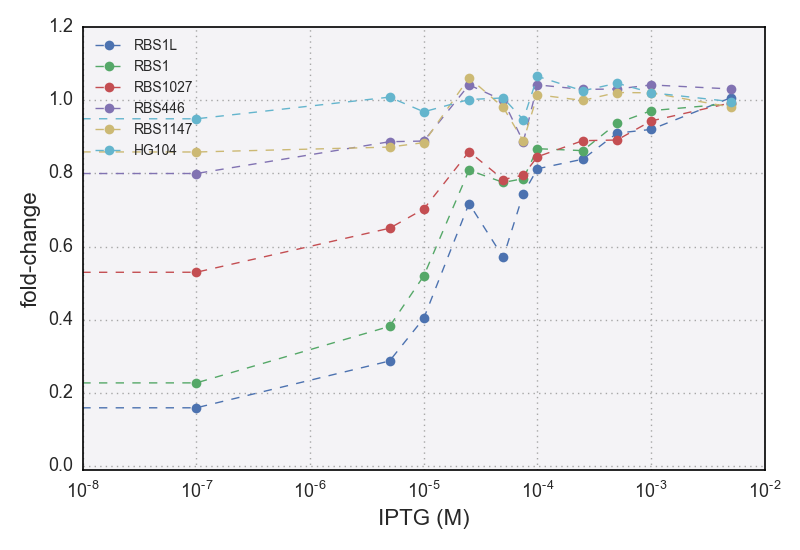 1.2
1.0
0.8
0.6
0.4
0.2
0.0
fold-change
RBS1L
RBS1
RBS1027
RBS446
RBS1147
HG104
10-8 10-7 10-6 10-5 10-4 10-3 10-2
IPTG (M)